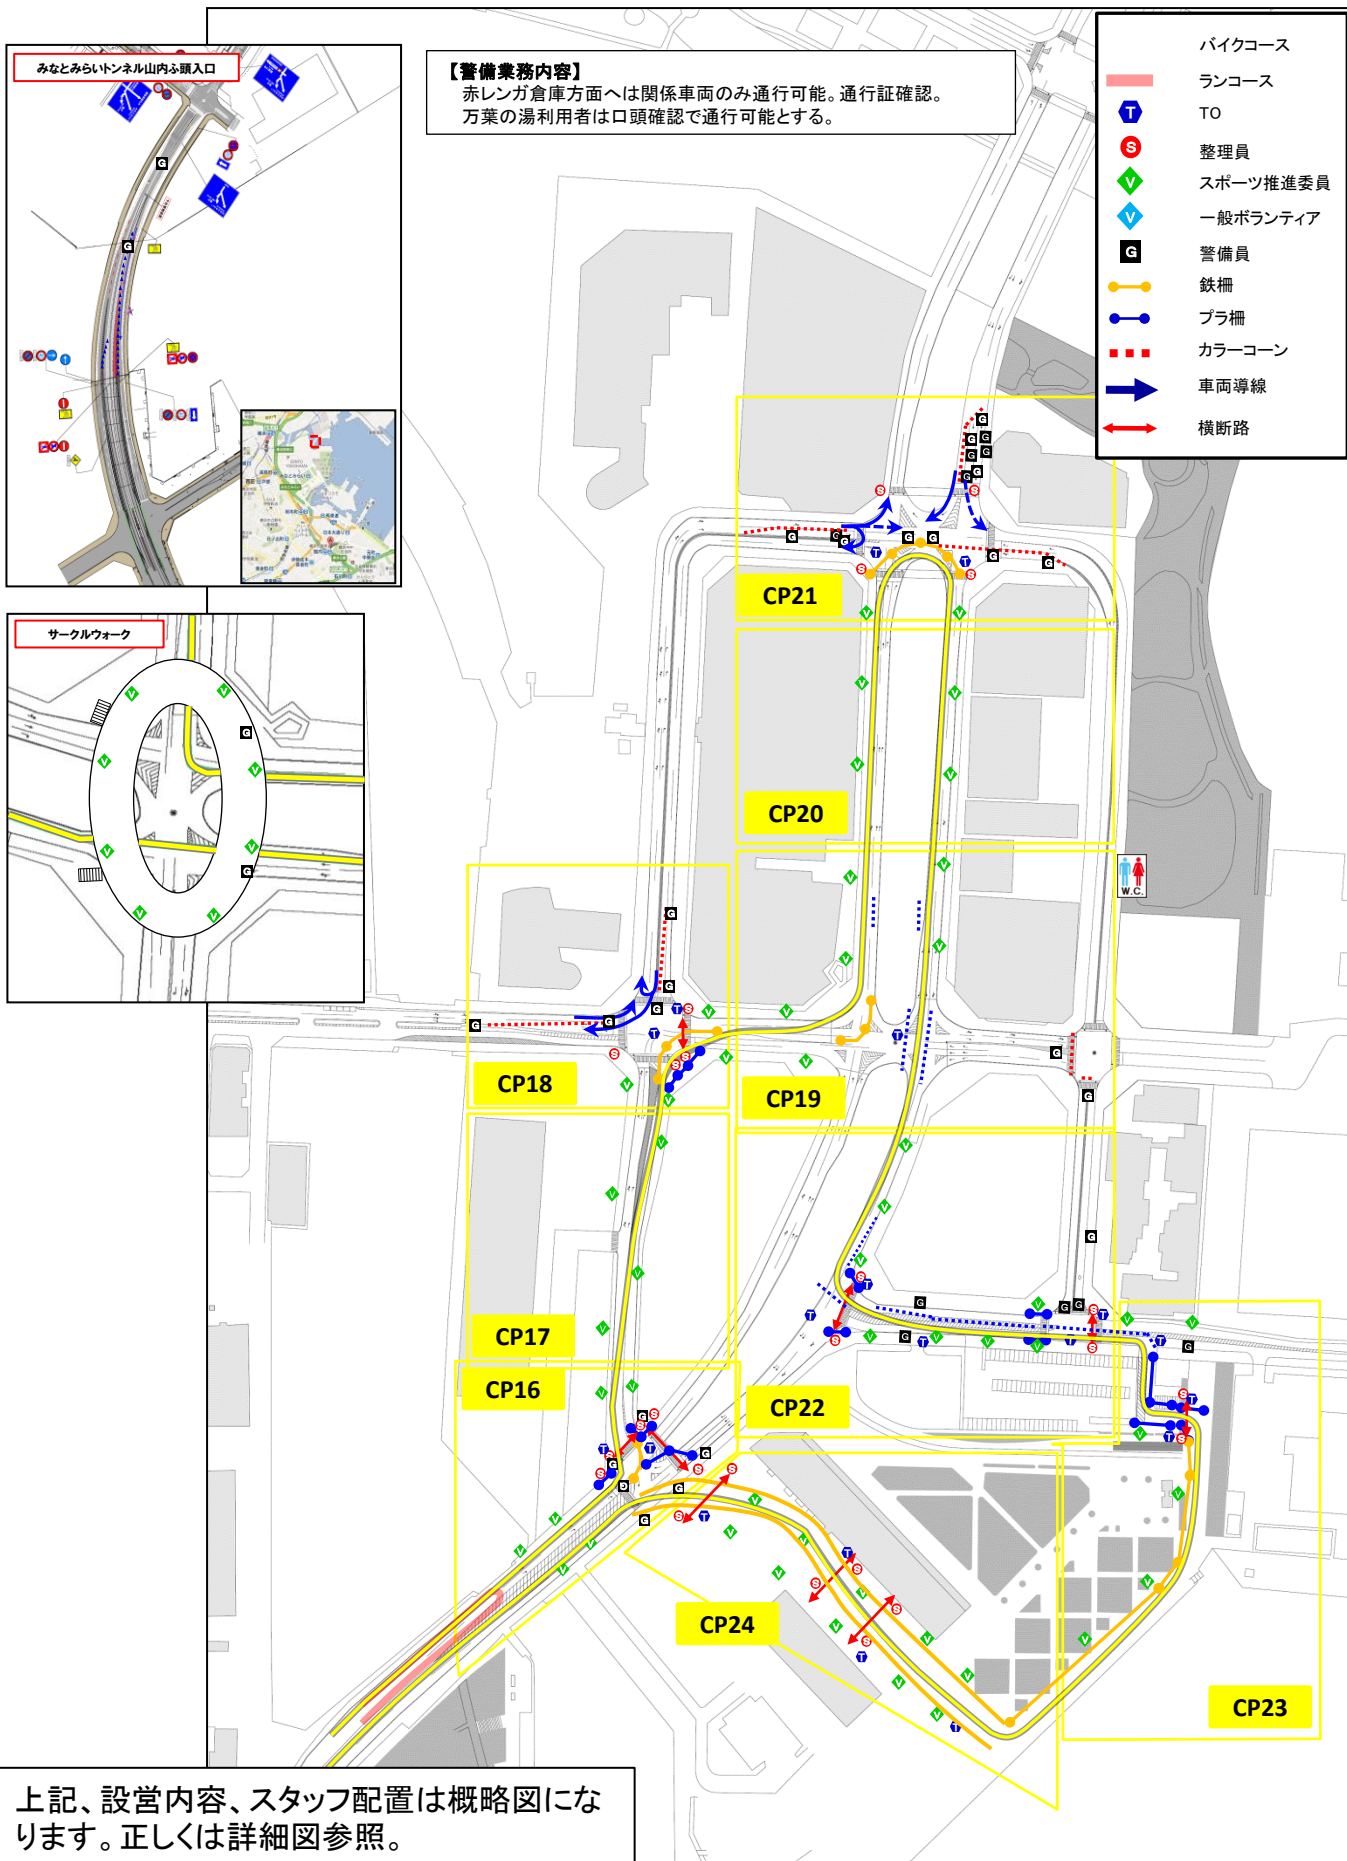 みなとみらいトンネル山内ふ頭入口
【警備業務内容】
赤レンガ倉庫方面へは関係車両のみ通行可能。通行証確認。
万葉の湯利用者は口頭確認で通行可能とする。
バイクコース
ランコース
T TO
S 整理員
V スポーツ推進委員
V 一般ボランティア
G 警備員
鉄柵
プラ柵
カラーコーン
車両導線
横断路
サークルウォーク
CP21
CP20
W.C.
CP18
CP19
CP17
CP16
CP22
CP24
CP23
上記、設営内容、スタッフ配置は概略図にな
ります。正しくは詳細図参照。